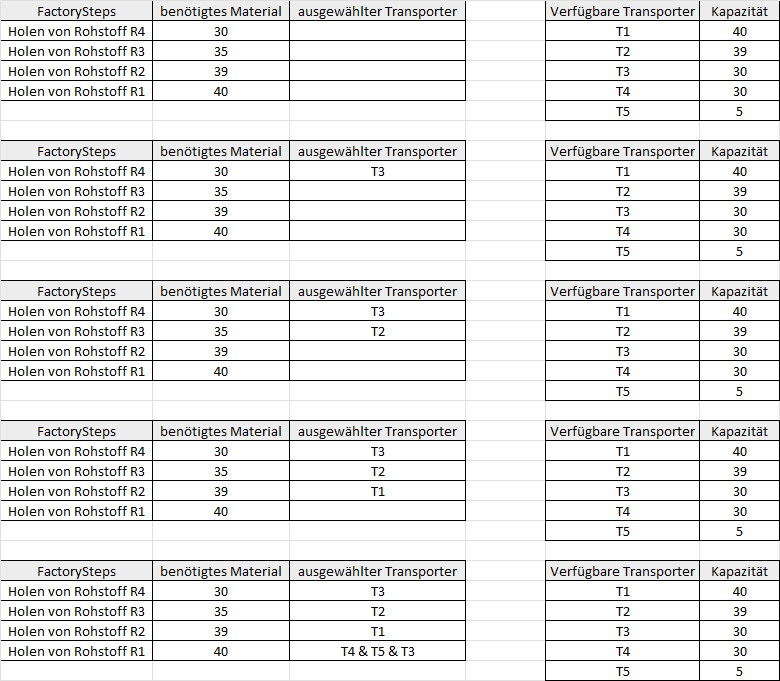 FactorySteps benötigtes Material ausgewählter Transporter Verfügbare Transporter Kapazität
Holen von Rohstoff R4 30 T1 40
Holen von Rohstoff R3 35 T2 39
Holen von Rohstoff R2 39 T3 30
Holen von Rohstoff R1 40 T4 30
T5 5
FactorySteps benötigtes Material ausgewählter Transporter Verfügbare Transporter Kapazität
Holen von Rohstoff R4 30 T3 T1 40
Holen von Rohstoff R3 35 T2 39
Holen von Rohstoff R2 39 T3 30
Holen von Rohstoff R1 40 T4 30
T5 5
FactorySteps benötigtes Material ausgewählter Transporter Verfügbare Transporter Kapazität
Holen von Rohstoff R4 30 T3 T1 40
Holen von Rohstoff R3 35 T2 T2 39
Holen von Rohstoff R2 39 T3 30
Holen von Rohstoff R1 40 T4 30
T5 5
FactorySteps benötigtes Material ausgewählter Transporter Verfügbare Transporter Kapazität
Holen von Rohstoff R4 30 T3 T1 40
Holen von Rohstoff R3 35 T2 T2 39
Holen von Rohstoff R2 39 T1 T3 30
Holen von Rohstoff R1 40 T4 30
T5 5
FactorySteps benötigtes Material ausgewählter Transporter Verfügbare Transporter Kapazität
Holen von Rohstoff R4 30 T3 T1 40
Holen von Rohstoff R3 35 T2 T2 39
Holen von Rohstoff R2 39 T1 T3 30
Holen von Rohstoff R1 40 T4 & T5 & T3 T4 30
T5 5